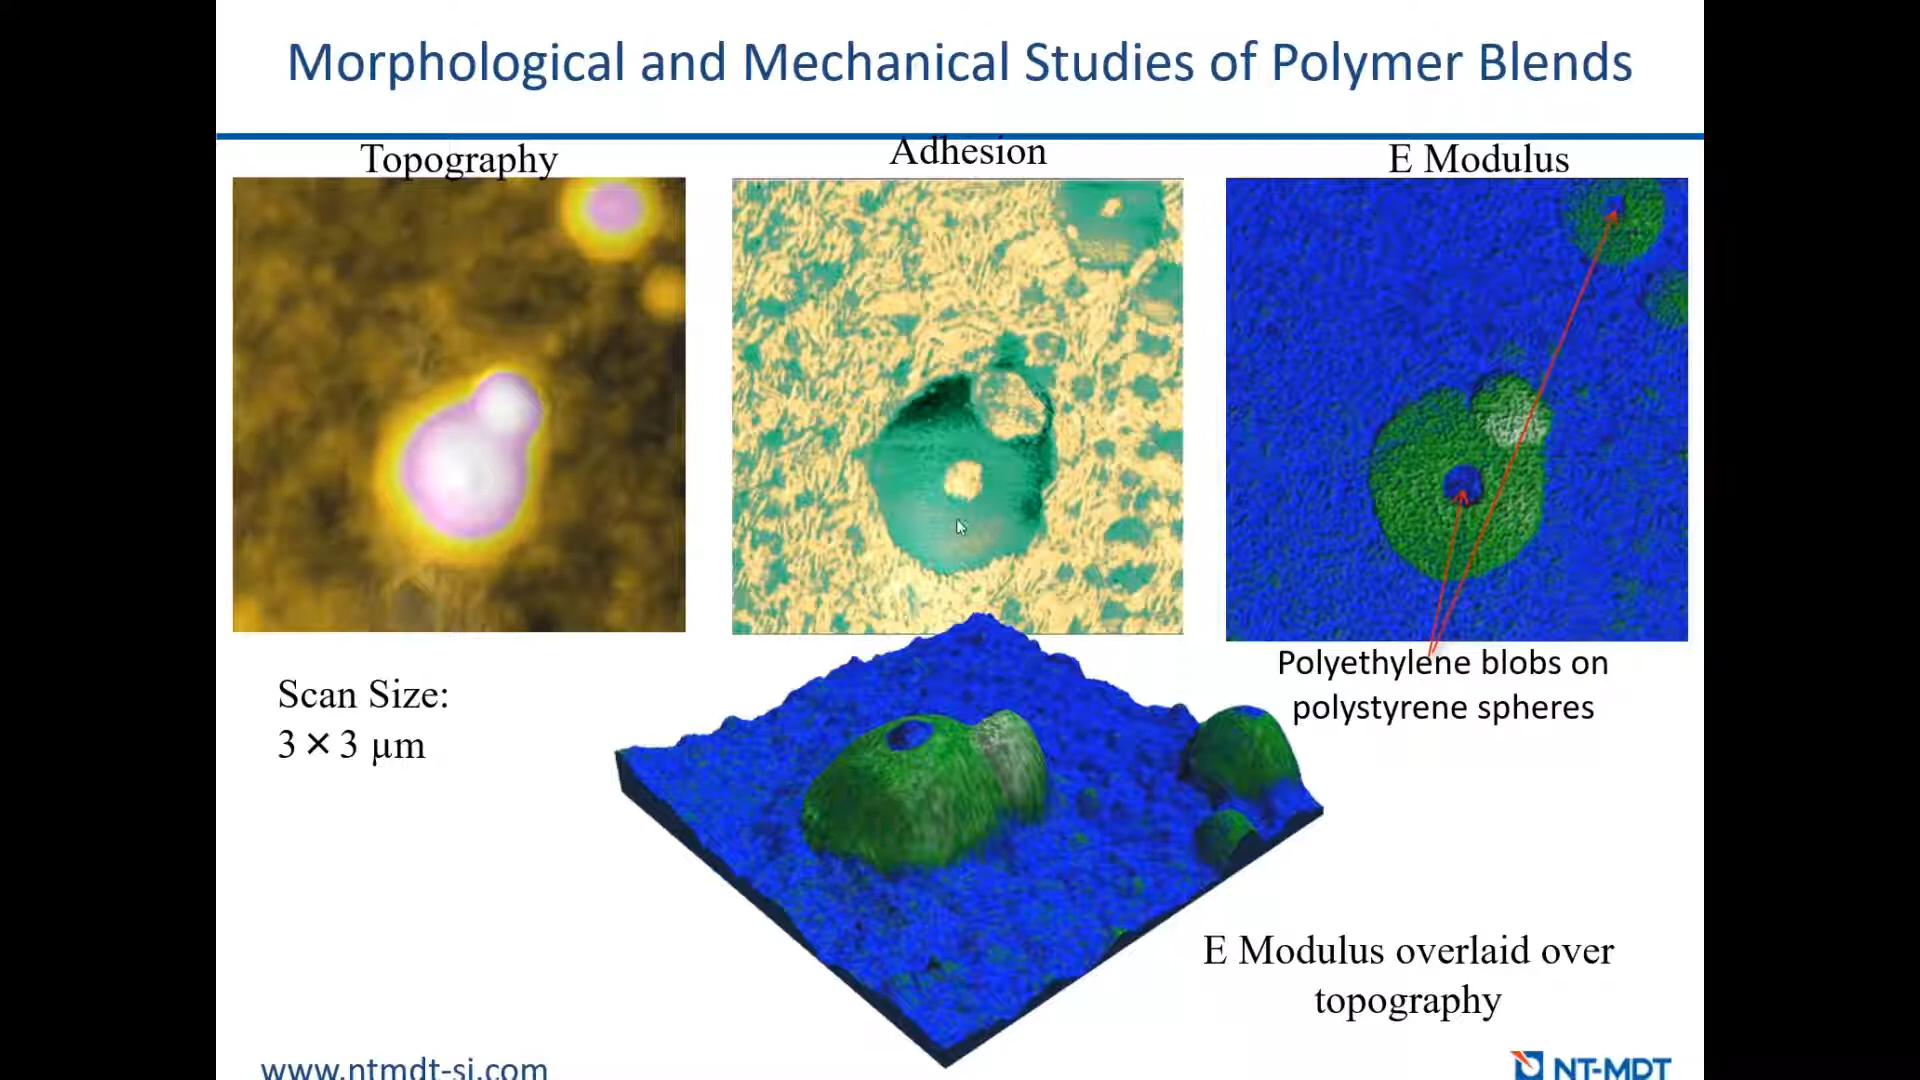 Morphological and Mechanical Studies of Polymer Blends
Topography
Adhesion
E Modulus
Polyethylene blobs on
polystyrene spheres
Scan Size:
3 × 3 µm
E Modulus overlaid over
topography
www.ntmdt-si.com
NT-MDT